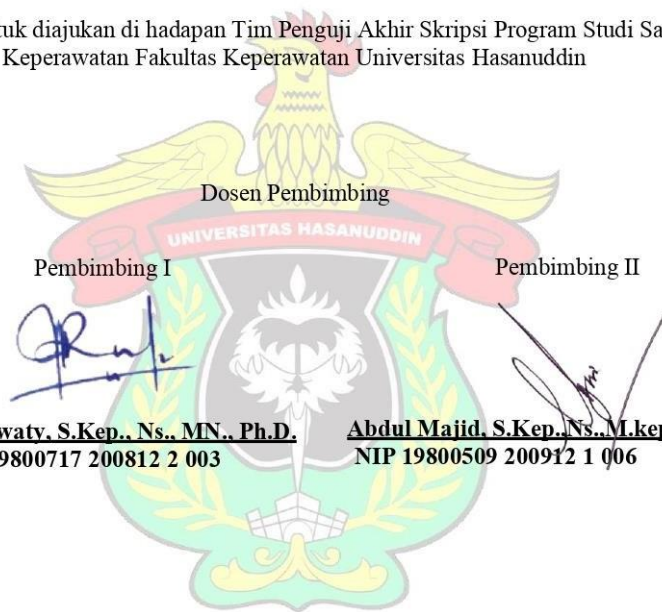 tuk diajukan di hadapan Tim Penguji Akhir Skripsi Program Studi Sa
Keperawatan Fakultas Keperawatan Universitas Hasanuddin
Dosen Pembimbing
UNIVERSITAS HASANUDDIN
Pembimbing I
Pembimbing II
waty, S.Kep., Ns., MN., Ph.D.
Abdul Majid, S.Kep.,Ns.,M.kep
9800717 200812 2 003
NIP 19800509 200912 1 006